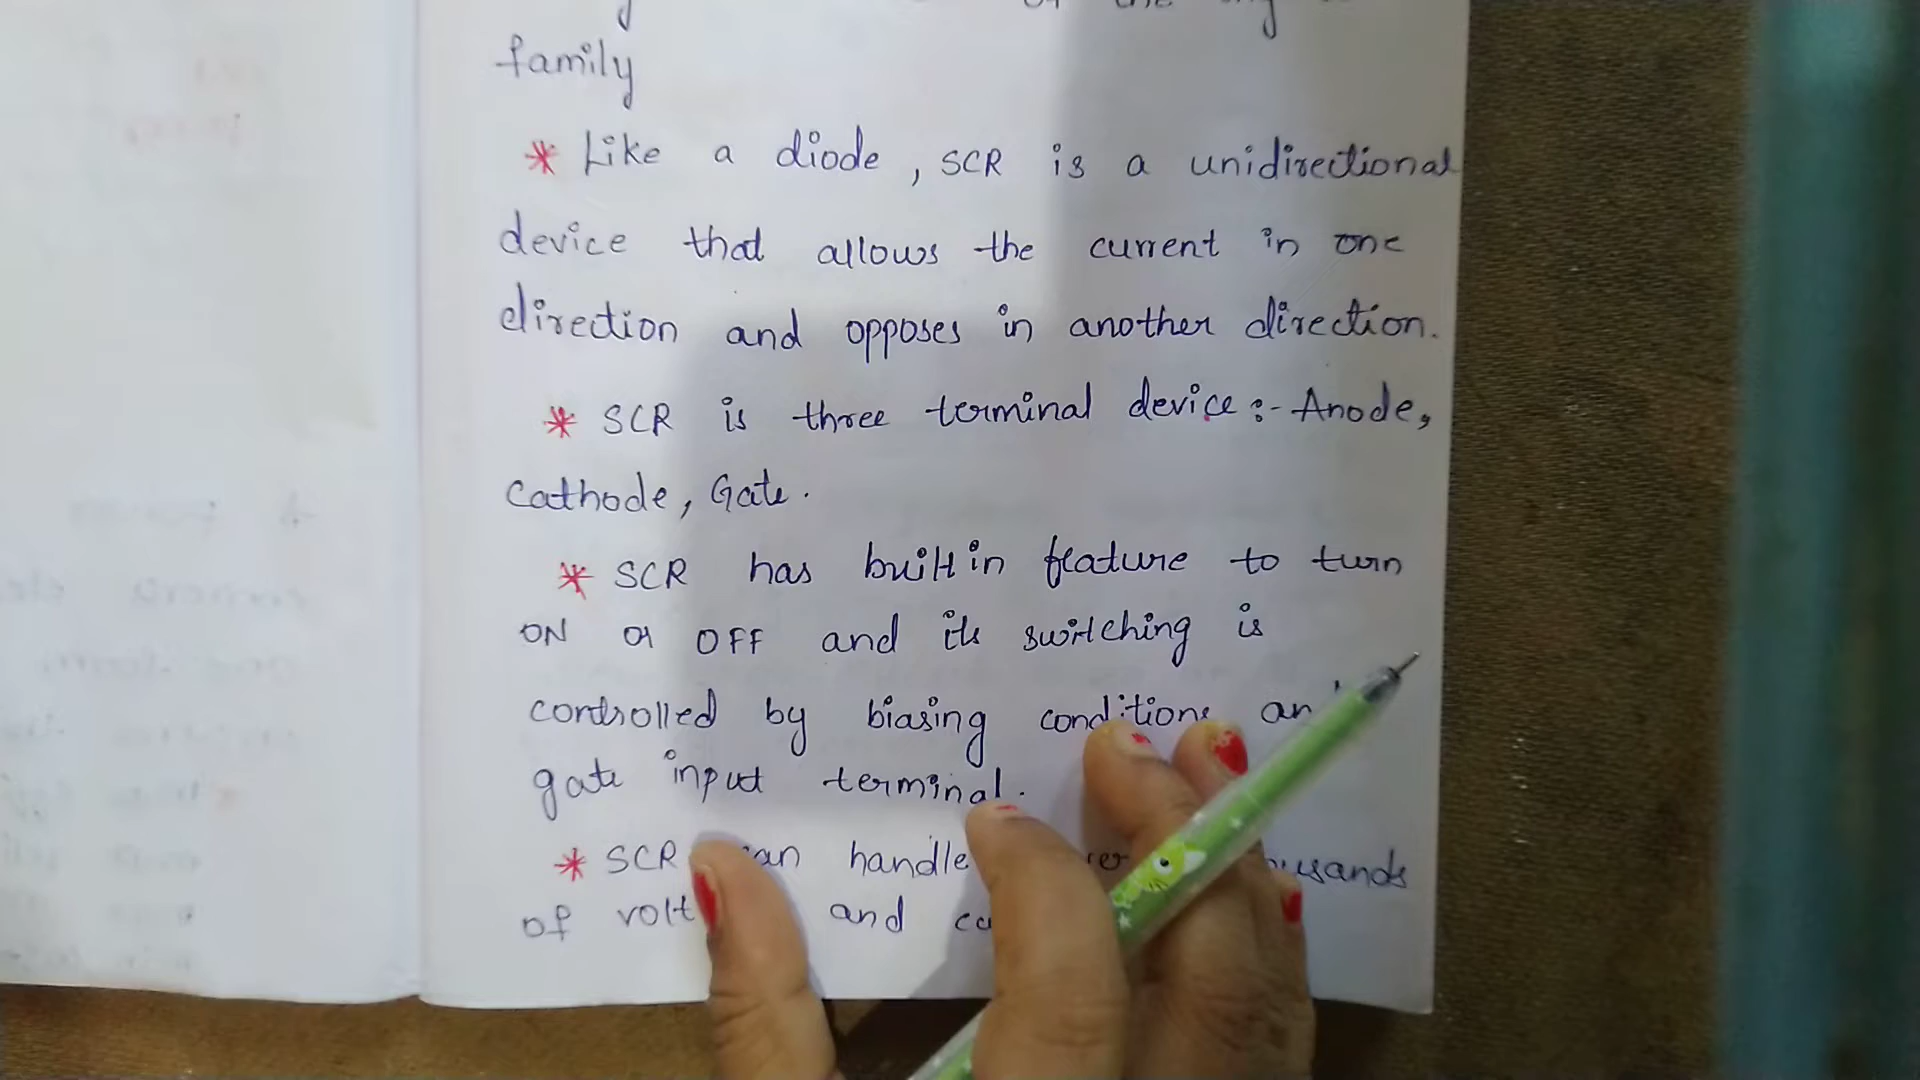 family
* Like a diode, SCR is a unidirectional
device that allows the current in one
direction and opposes in another direction.
* SCR is three terminal device :- Anode,
Cathode, Gate.
* SCR has built in feature to turn
ON or OFF and its switching is
controlled by biasing conditions
gate input terminal.
* SCR can handle
of and